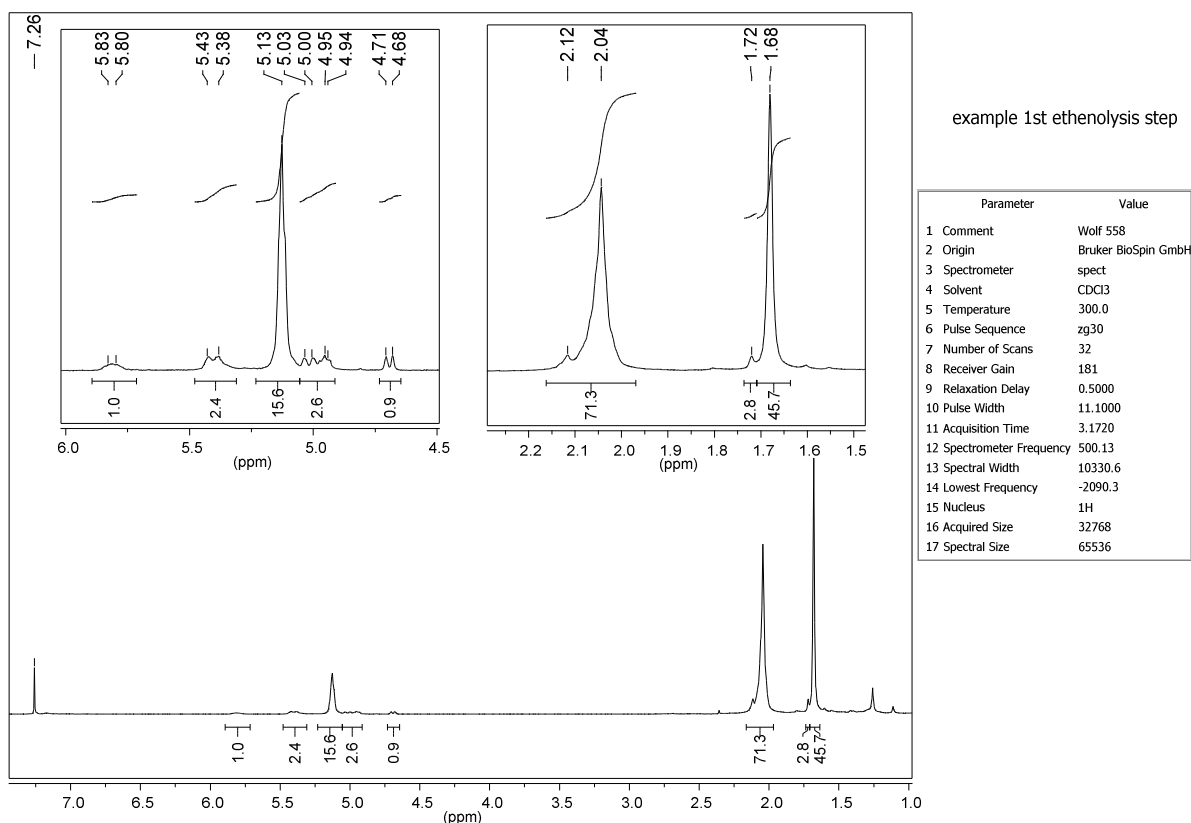 — 7.26
5.83
5.80
5.43
5.38
5.13
5.03
5.00
4.95
4.94
4.71
4.68
1.0
2.4
15.6
2.6
0.9
6.0 5.5 5.0 4.5
(ppm)
2.12
2.04
1.72
1.68
71.3
2.8
45.7
2.2 2.1 2.0 1.9 1.8 1.7 1.6 1.5
(ppm)
1.0
2.4
15.6
2.6
0.9
71.3
2.8
45.7
7.0 6.5 6.0 5.5 5.0 4.5 4.0 3.5 3.0 2.5 2.0 1.5 1.0
(ppm)
example 1st ethenolysis step
Parameter Value
1 Comment Wolf 558
2 Origin Bruker BioSpin GmbH
3 Spectrometer spect
4 Solvent CDCl3
5 Temperature 300.0
6 Pulse Sequence zg30
7 Number of Scans 32
8 Receiver Gain 181
9 Relaxation Delay 0.5000
10 Pulse Width 11.1000
11 Acquisition Time 3.1720
12 Spectrometer Frequency 500.13
13 Spectral Width 10330.6
14 Lowest Frequency -2090.3
15 Nucleus 1H
16 Acquired Size 32768
17 Spectral Size 65536